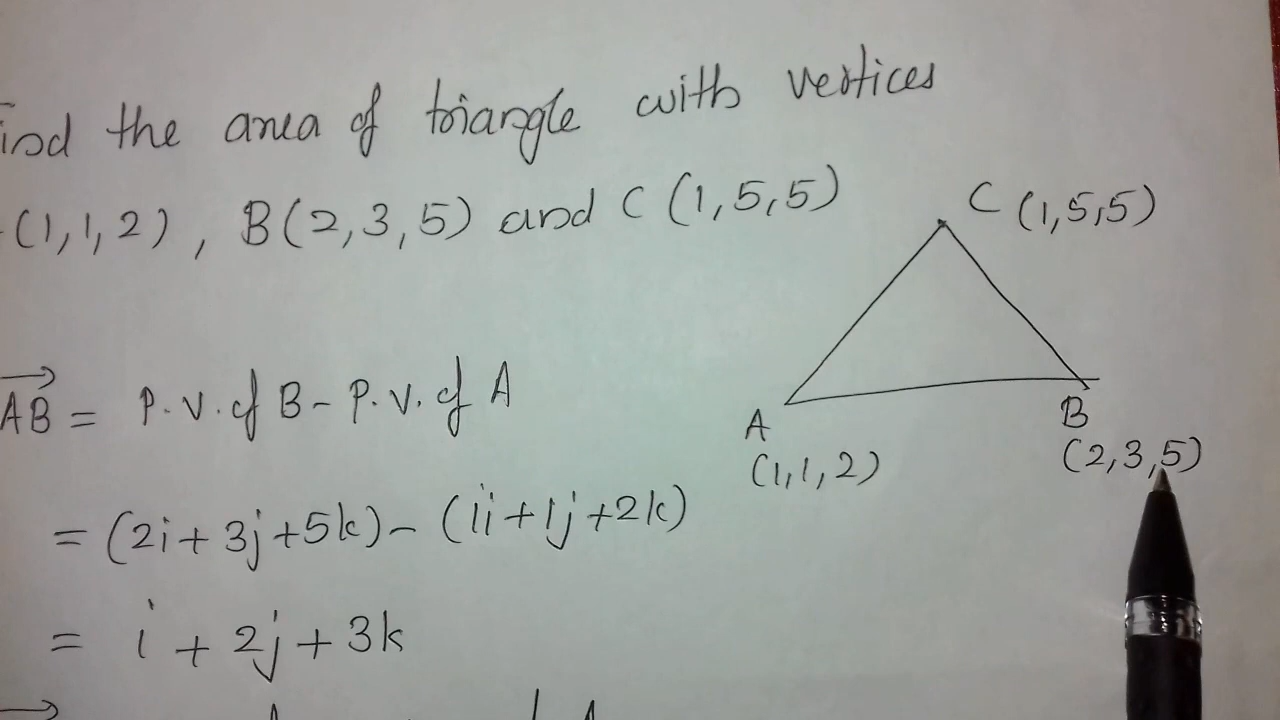 ind the area of triangle with vertices
(1,1,2), B(2,3,5) and C(1,5,5)
C (1,5,5)
AB = P.V. of B - P.V. of A
A
(1,1,2)
B
(2,3,5)
= (2i + 3j + 5k) - (1i + 1j + 2k)
= i + 2j + 3k